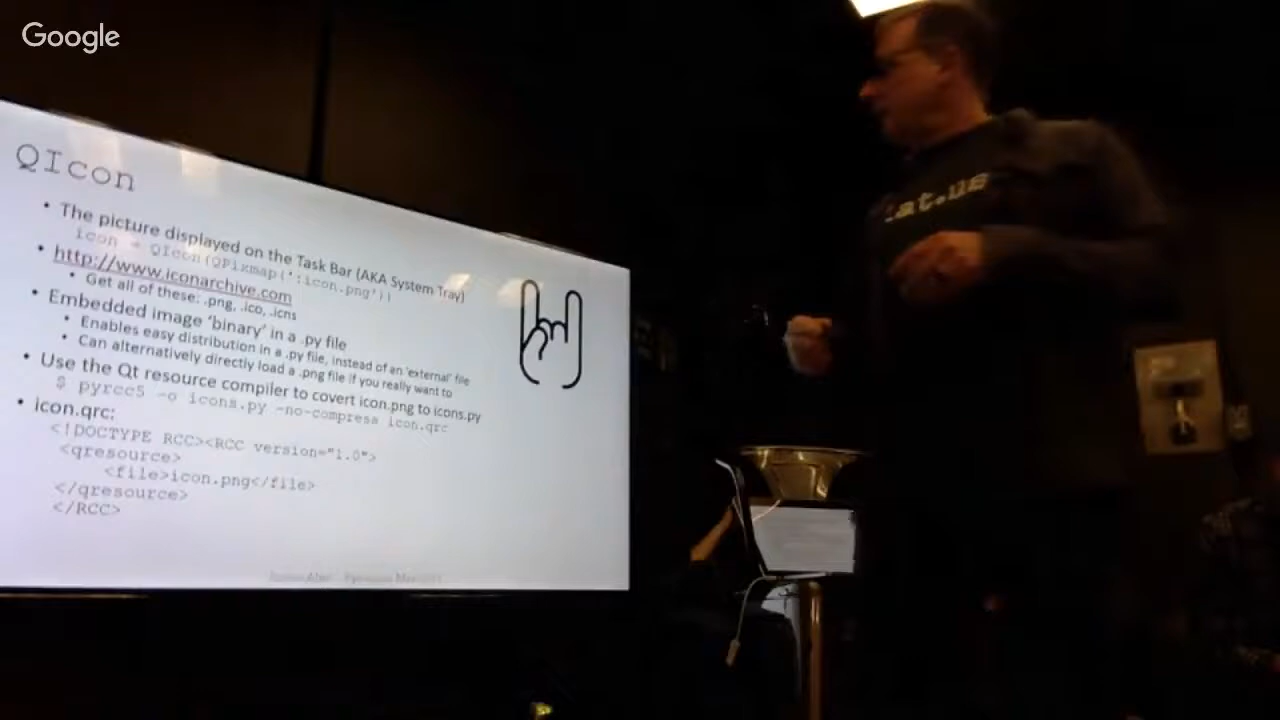 Google
QIcon
• The picture displayed on the Task Bar (AKA System Tray)
icon = QIcon(QPixmap(':icon.png'))
• http://www.iconarchive.com
• Get all of these: .png, .ico, .icns
• Embedded image 'binary' in a .py file
• Enables easy distribution in a .py file, instead of an 'external' file
• Can alternatively directly load a .png file if you really want to
• Use the Qt resource compiler to covert icon.png to icons.py
$ pyrcc5 -o icons.py -no-compress icon.qrc
• icon.qrc:
<!DOCTYPE RCC><RCC version="1.0">
<qresource>
<file>icon.png</file>
</qresource>
</RCC>
at.us